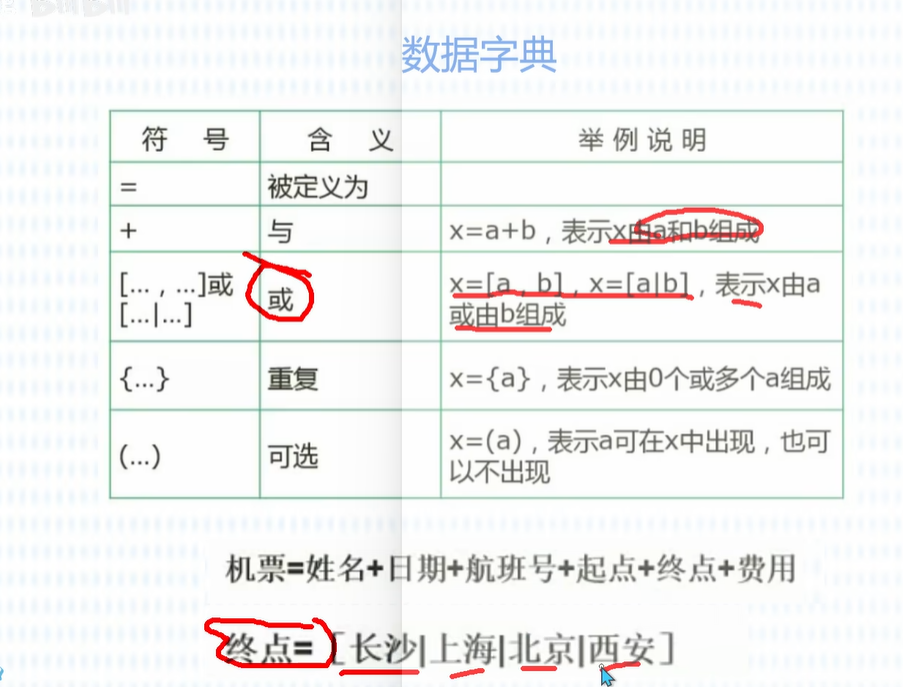 数据字典
符 号 含 义 举 例 说 明
= 被定义为
+ 与 x=a+b，表示x由a和b组成
[... , ...]或 或 x=[a , b]，x=[a|b]，表示x由a
[...|...] 或由b组成
{...} 重复 x={a}，表示x由0个或多个a组成
(...) 可选 x=(a)，表示a可在x中出现，也可
以不出现
机票=姓名+日期+航班号+起点+终点+费用
终点=[长沙|上海|北京|西安]